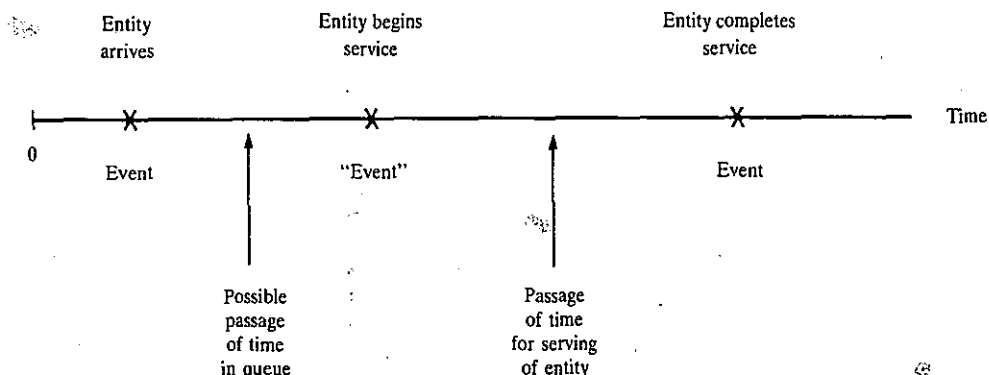 Entity
arrives
Entity begins
service
Entity completes
service
Time
0
Event
"Event"
Event
Possible
passage
of time
in queue
Passage
of time
for serving
of entity